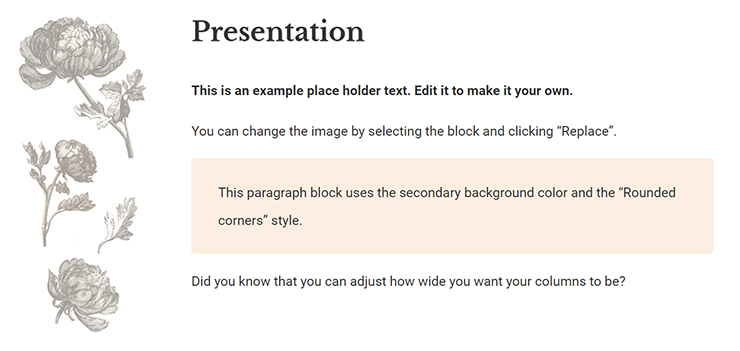 Presentation
This is an example place holder text. Edit it to make it your own.
You can change the image by selecting the block and clicking “Replace”.
This paragraph block uses the secondary background color and the “Rounded
corners” style.
Did you know that you can adjust how wide you want your columns to be?